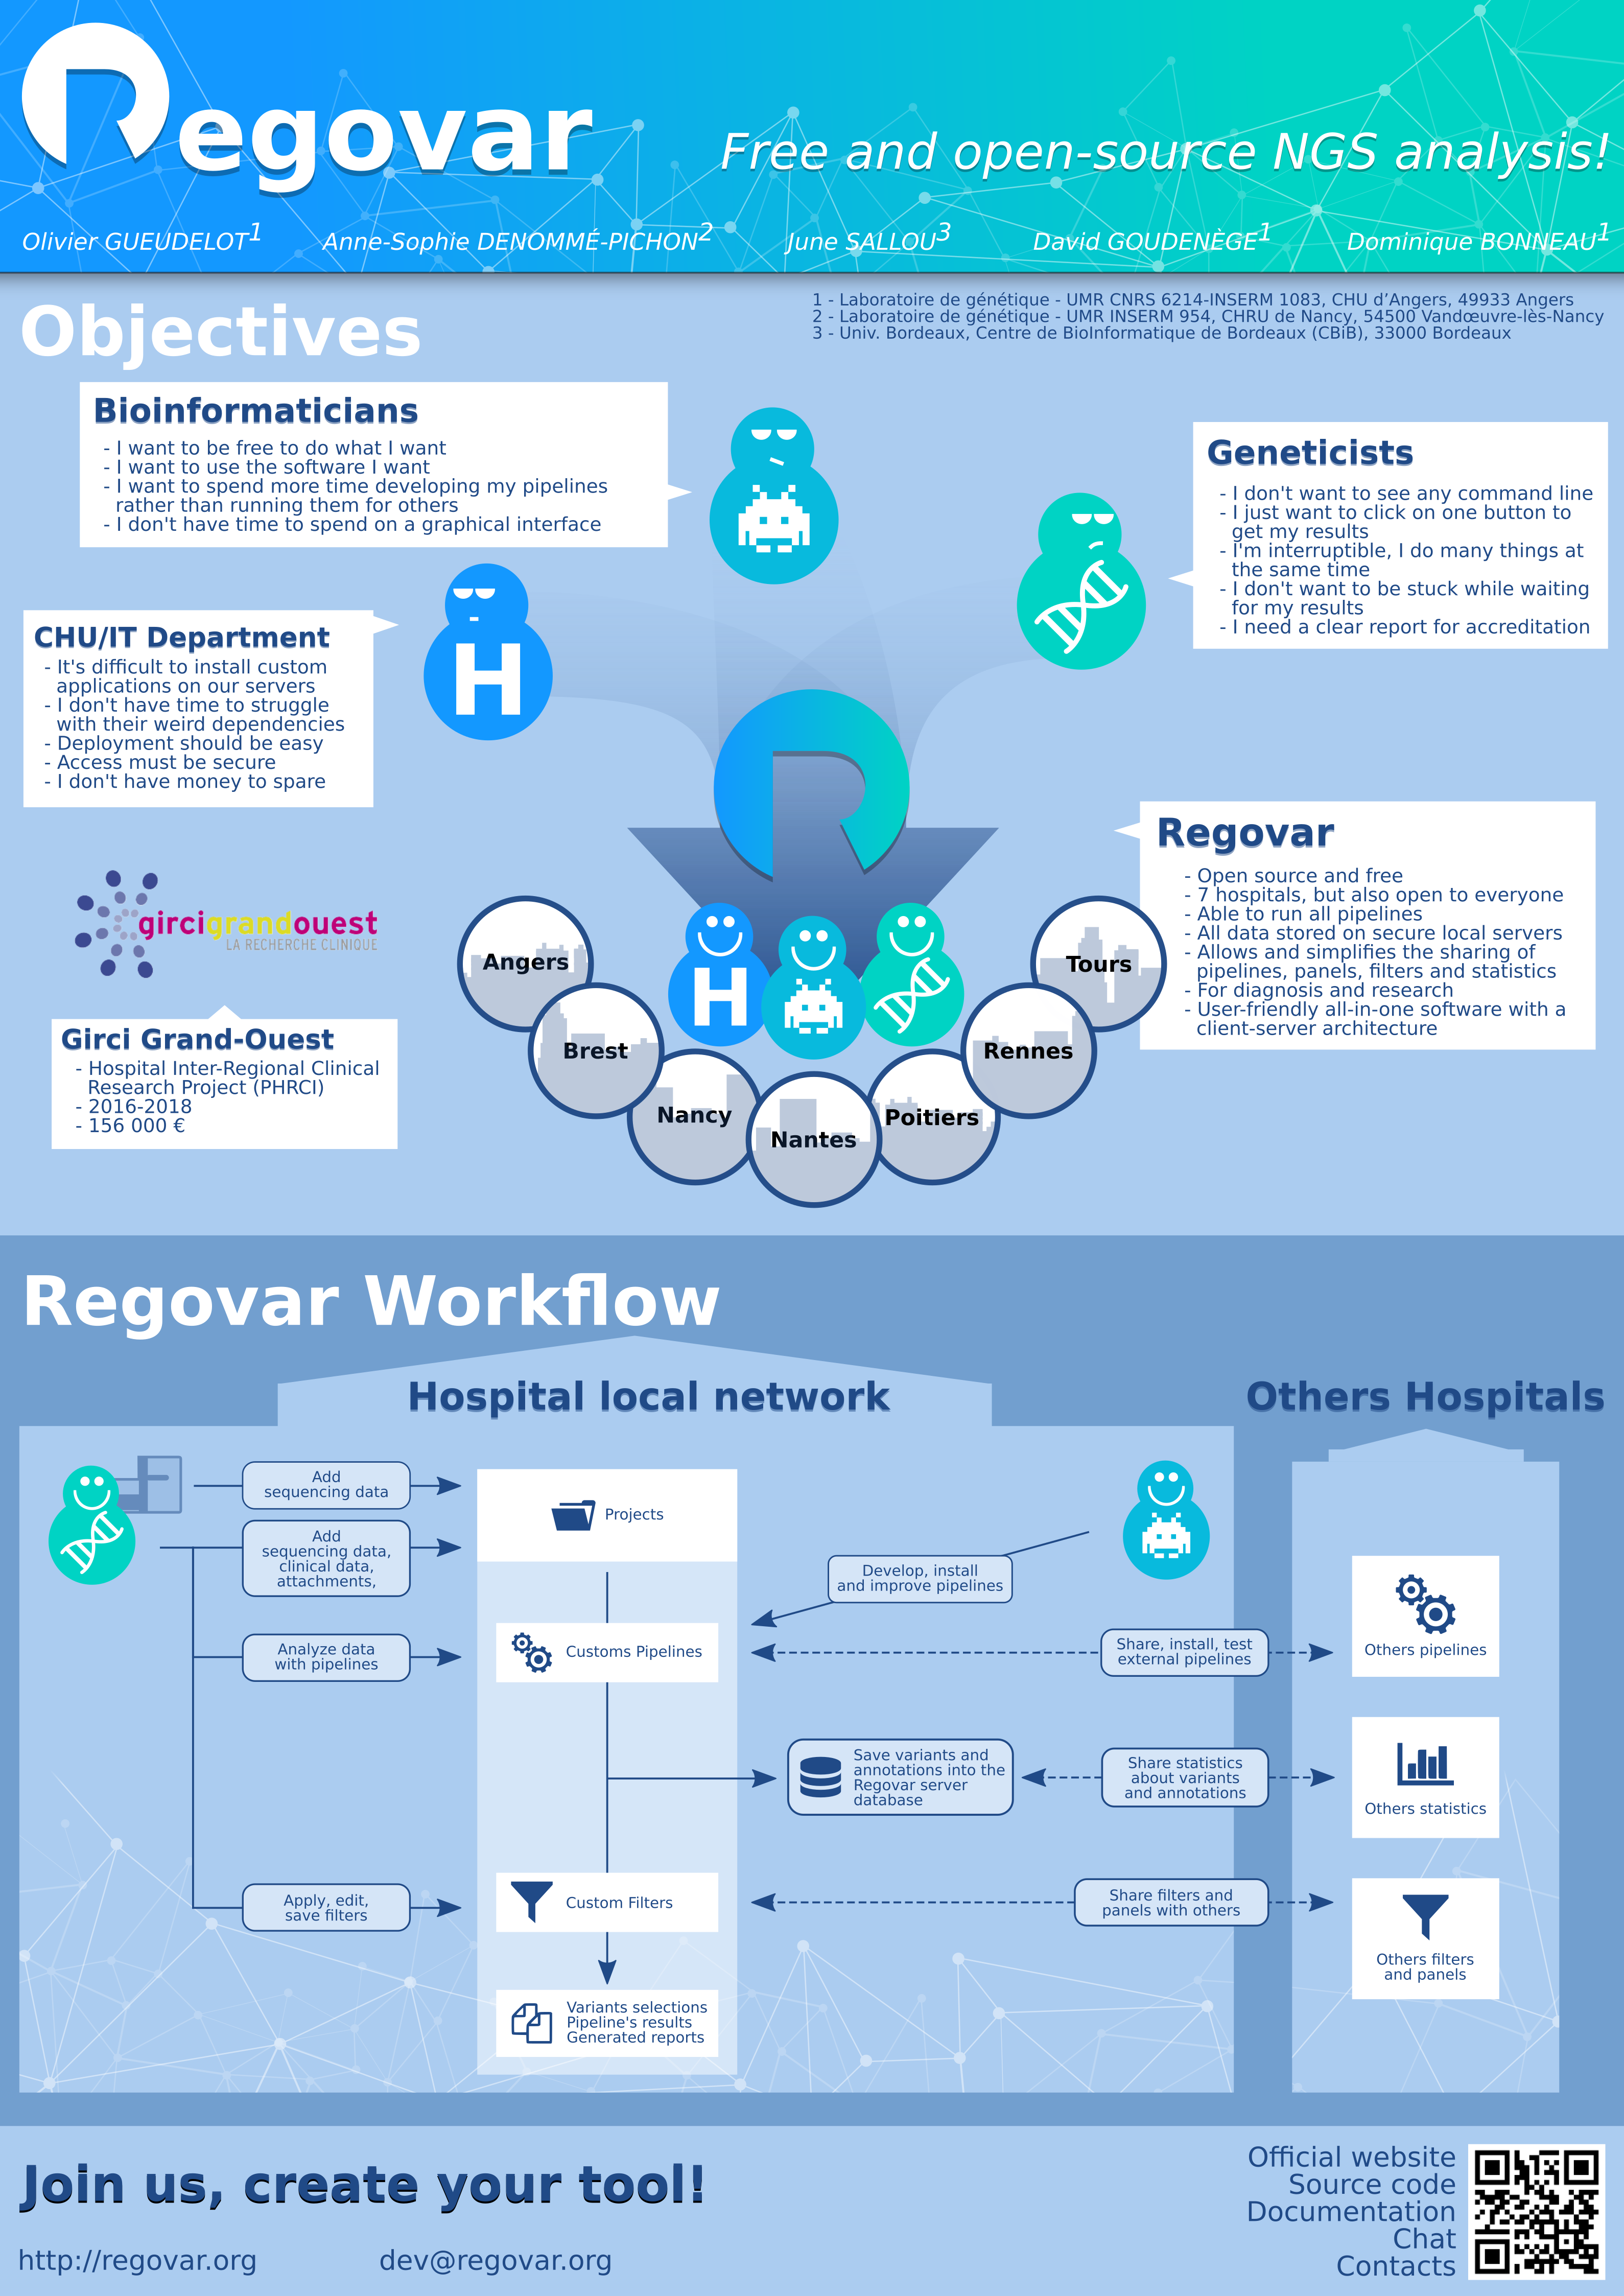 Regovar
Free and open-source NGS analysis!
Olivier GUEUDELOT1 Anne-Sophie DENOMMÉ-PICHON2 June SALLOU3 David GOUDENÈGE1 Dominique BONNEAU1
1 - Laboratoire de génétique - UMR CNRS 6214-INSERM 1083, CHU d’Angers, 49933 Angers
2 - Laboratoire de génétique - UMR INSERM 954, CHRU de Nancy, 54500 Vandœuvre-lès-Nancy
3 - Univ. Bordeaux, Centre de BioInformatique de Bordeaux (CBiB), 33000 Bordeaux
Objectives
Bioinformaticians
- I want to be free to do what I want
- I want to use the software I want
- I want to spend more time developing my pipelines
rather than running them for others
- I don't have time to spend on a graphical interface
Geneticists
- I don't want to see any command line
- I just want to click on one button to
get my results
- I'm interruptible, I do many things at
the same time
- I don't want to be stuck while waiting
for my results
- I need a clear report for accreditation
CHU/IT Department
- It's difficult to install custom
applications on our servers
- I don't have time to struggle
with their weird dependencies
- Deployment should be easy
- Access must be secure
- I don't have money to spare
H
R
Regovar
- Open source and free
- 7 hospitals, but also open to everyone
- Able to run all pipelines
- All data stored on secure local servers
- Allows and simplifies the sharing of
pipelines, panels, filters and statistics
- For diagnosis and research
- User-friendly all-in-one software with a
client-server architecture
gircigrandouest
LA RECHERCHE CLINIQUE
Girci Grand-Ouest
- Hospital Inter-Regional Clinical
Research Project (PHRCI)
- 2016-2018
- 156 000 €
H
Angers
Brest
Nancy
Nantes
Poitiers
Rennes
Tours
Regovar Workflow
Hospital local network
Others Hospitals
Add
sequencing data
Add
sequencing data,
clinical data,
attachments,
Analyze data
with pipelines
Apply, edit,
save filters
Projects
Customs Pipelines
Custom Filters
Variants selections
Pipeline's results
Generated reports
Develop, install
and improve pipelines
Share, install, test
external pipelines
Save variants and
annotations into the
Regovar server
database
Share statistics
about variants
and annotations
Share filters and
panels with others
Others pipelines
Others statistics
Others filters
and panels
Join us, create your tool!
http://regovar.org
dev@regovar.org
Official website
Source code
Documentation
Chat
Contacts